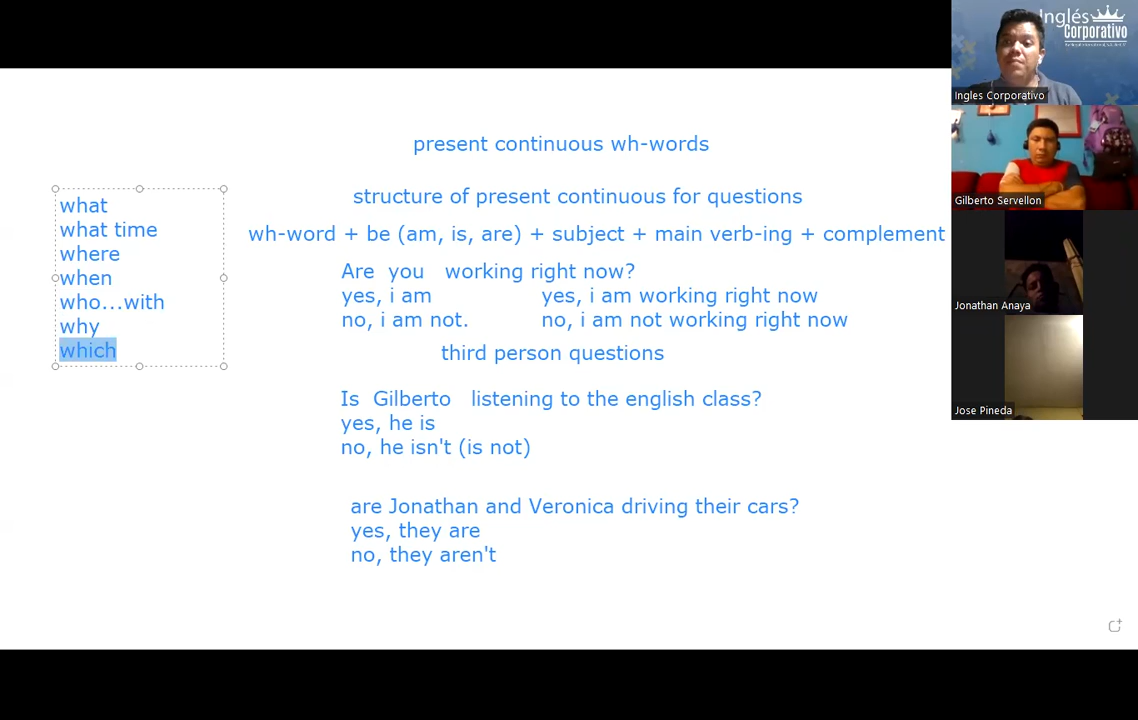 present continuous wh-words
structure of present continuous for questions
wh-word + be (am, is, are) + subject + main verb-ing + complement
what
what time
where
when
who...with
why
which
Are you working right now?
yes, i am yes, i am working right now
no, i am not. no, i am not working right now
third person questions
Is Gilberto listening to the english class?
yes, he is
no, he isn't (is not)
are Jonathan and Veronica driving their cars?
yes, they are
no, they aren't
Inglés
Corporativo
Ingles Corporativo
Gilberto Servellon
Jonathan Anaya
Jose Pineda